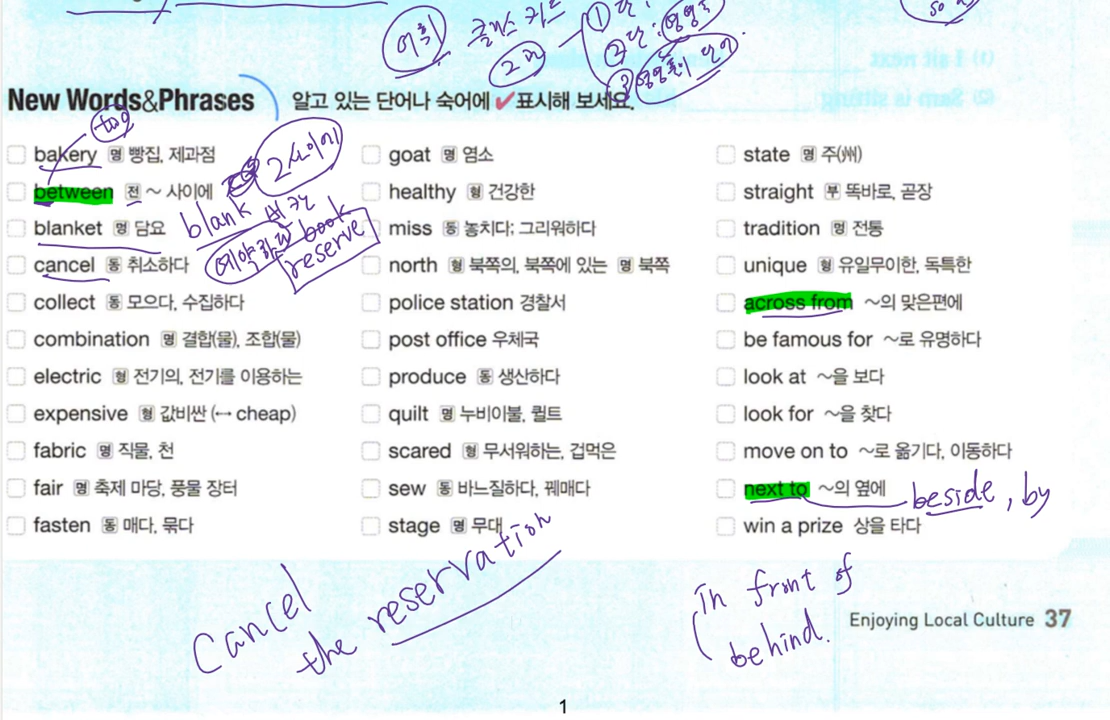 어휘 클래스 카드 ① 단
2과 ② 단
③ 영영풀이 단어
New Words&Phrases 알고 있는 단어나 숙어에 ✓표시해 보세요.
two
bakery 명 빵집, 제과점
between 전 ~ 사이에
2 사이에
blanket 명 담요
blank 빈칸
cancel 동 취소하다
예약하다 book
reserve
collect 동 모으다, 수집하다
combination 명 결합(물), 조합(물)
electric 형 전기의, 전기를 이용하는
expensive 형 값비싼 (↔ cheap)
fabric 명 직물, 천
fair 명 축제 마당, 풍물 장터
fasten 동 매다, 묶다
goat 명 염소
healthy 형 건강한
miss 동 놓치다; 그리워하다
north 형 북쪽의, 북쪽에 있는 명 북쪽
police station 경찰서
post office 우체국
produce 동 생산하다
quilt 명 누비이불, 퀼트
scared 형 무서워하는, 겁먹은
sew 동 바느질하다, 꿰매다
stage 명 무대
state 명 주(州)
straight 부 똑바로, 곧장
tradition 명 전통
unique 형 유일무이한, 독특한
across from ~의 맞은편에
be famous for ~로 유명하다
look at ~을 보다
look for ~을 찾다
move on to ~로 옮기다, 이동하다
next to ~의 옆에 beside, by
win a prize 상을 타다
Cancel
the reservation
in front of
behind.
Enjoying Local Culture 37
1